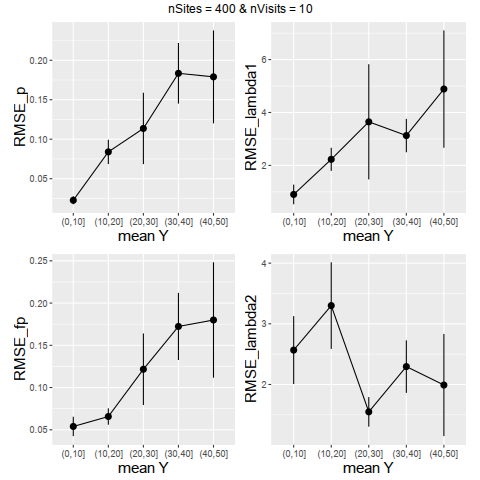 nSites = 400 & nVisits = 10
RMSE_p
0.20
0.15
0.10
0.05
(0,10] (10,20] (20,30] (30,40] (40,50]
mean Y
RMSE_lambda1
6
4
2
(0,10] (10,20] (20,30] (30,40] (40,50]
mean Y
RMSE_fp
0.25
0.20
0.15
0.10
0.05
(0,10] (10,20] (20,30] (30,40] (40,50]
mean Y
RMSE_lambda2
4
3
2
(0,10] (10,20] (20,30] (30,40] (40,50]
mean Y